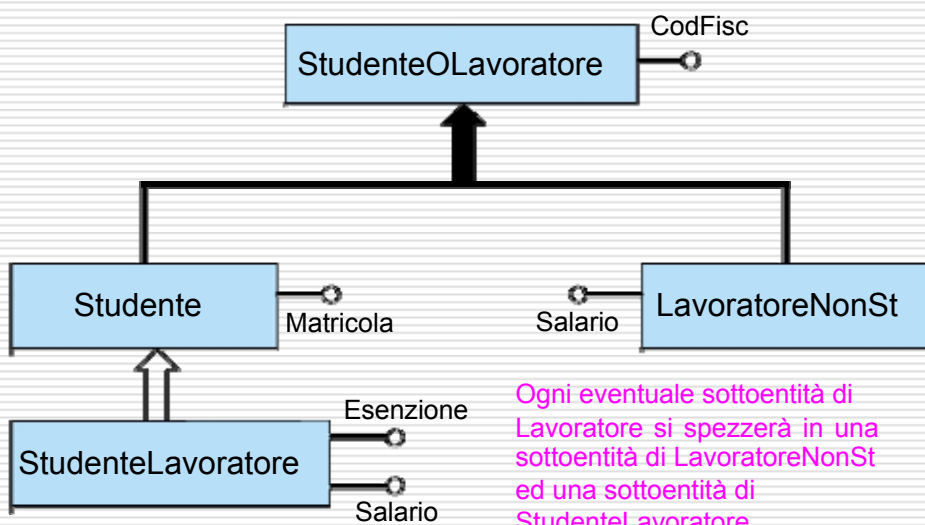 CodFisc
StudenteOLavoratore
Studente
Matricola
Salario
LavoratoreNonSt
Esenzione
StudenteLavoratore
Salario
Ogni eventuale sottoentità di
Lavoratore si spezzerà in una
sottoentità di LavoratoreNonSt
ed una sottoentità di
StudenteLavoratore